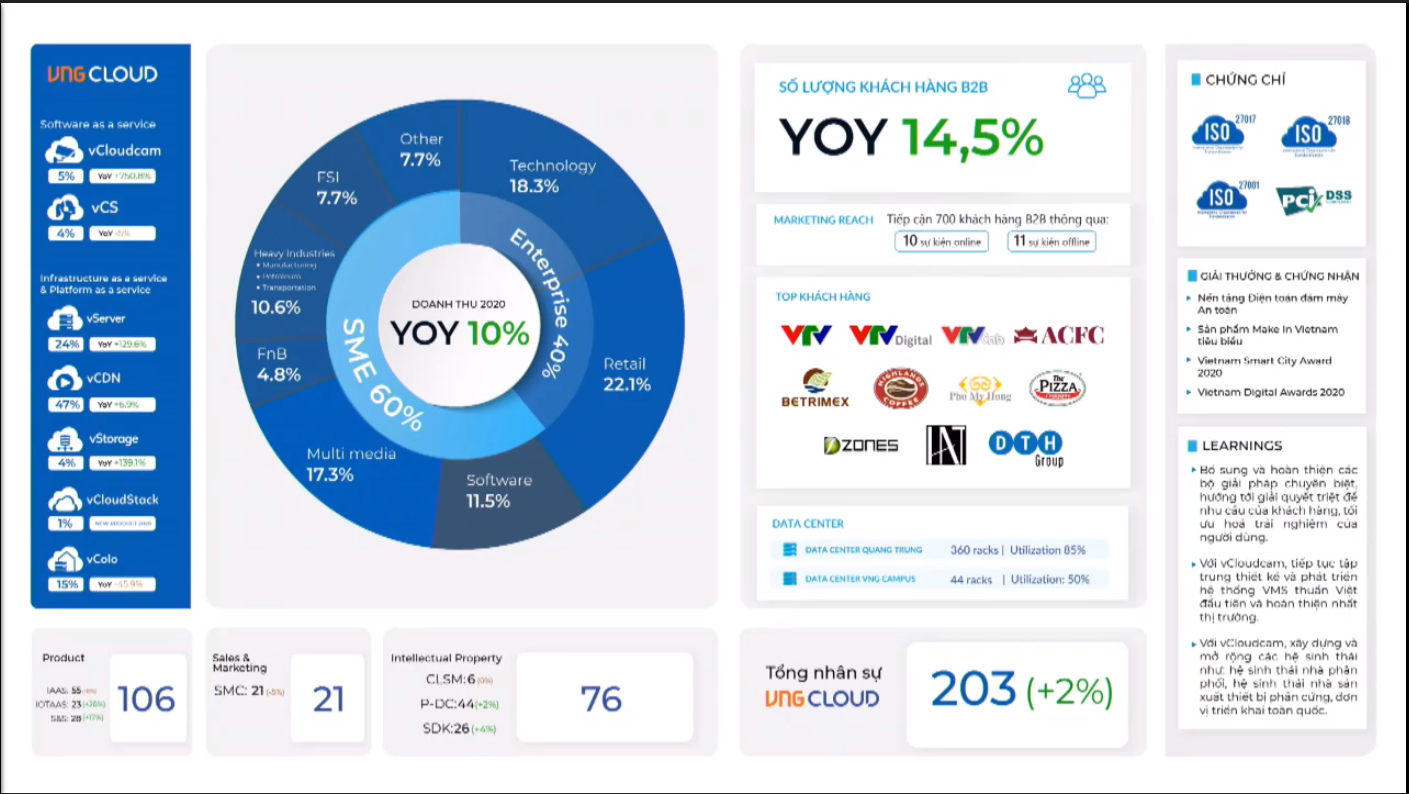 VNG CLOUD
Software as a service
vCloudcam
5% YoY +750.8%
vCS
4% YoY -5%
Infrastructure as a service
& Platform as a service
vServer
24% YoY +129.6%
vCDN
47% YoY +6.9%
vStorage
4% YoY +139.1%
vCloudStack
1% NEW PRODUCT 2020
vColo
15% YoY -45.9%
Other
7.7%
Technology
18.3%
FSI
7.7%
Heavy Industries
• Manufacturing
• Petroleum
• Transportation
10.6%
FnB
4.8%
Multi media
17.3%
Software
11.5%
Retail
22.1%
Enterprise 40%
SME 60%
DOANH THU 2020
YOY 10%
SỐ LƯỢNG KHÁCH HÀNG B2B
YOY 14,5%
MARKETING REACH Tiếp cận 700 khách hàng B2B thông qua:
10 sự kiện online 11 sự kiện offline
TOP KHÁCH HÀNG
VTV VTV Digital VTVcab ACFC
BETRIMEX HIGHLANDS COFFEE Phu My Hung The PIZZA COMPANY
DZONES DTH Group
DATA CENTER
DATA CENTER QUANG TRUNG 360 racks | Utilization 85%
DATA CENTER VNG CAMPUS 44 racks | Utilization: 50%
CHỨNG CHỈ
ISO 27017 ISO 27018
ISO 27001 PCI DSS
GIẢI THƯỞNG & CHỨNG NHẬN
Nền tảng Điện toán đám mây
An toàn
Sản phẩm Make In Vietnam
tiêu biểu
Vietnam Smart City Award
2020
Vietnam Digital Awards 2020
LEARNINGS
Bổ sung và hoàn thiện các
bộ giải pháp chuyên biệt,
hướng tới giải quyết triệt để
nhu cầu của khách hàng, tối
ưu hoá trải nghiệm của
người dùng.
Với vCloudcam, tiếp tục tập
trung thiết kế và phát triển
hệ thống VMS thuần Việt
đầu tiên và hoàn thiện nhất
thị trường.
Với vCloudcam, xây dựng và
mở rộng các hệ sinh thái
như: hệ sinh thái nhà phân
phối, hệ sinh thái nhà sản
xuất thiết bị phần cứng, đơn
vị triển khai toàn quốc.
Product
IAAS: 55
IOTAAS: 23 (+28%)
S&S: 28 (+17%)
106
Sales &
Marketing
SMC: 21 (-5%)
21
Intellectual Property
CLSM: 6 (0%)
P-DC: 44 (+2%)
SDK: 26 (+4%)
76
Tổng nhân sự
VNG CLOUD
203 (+2%)